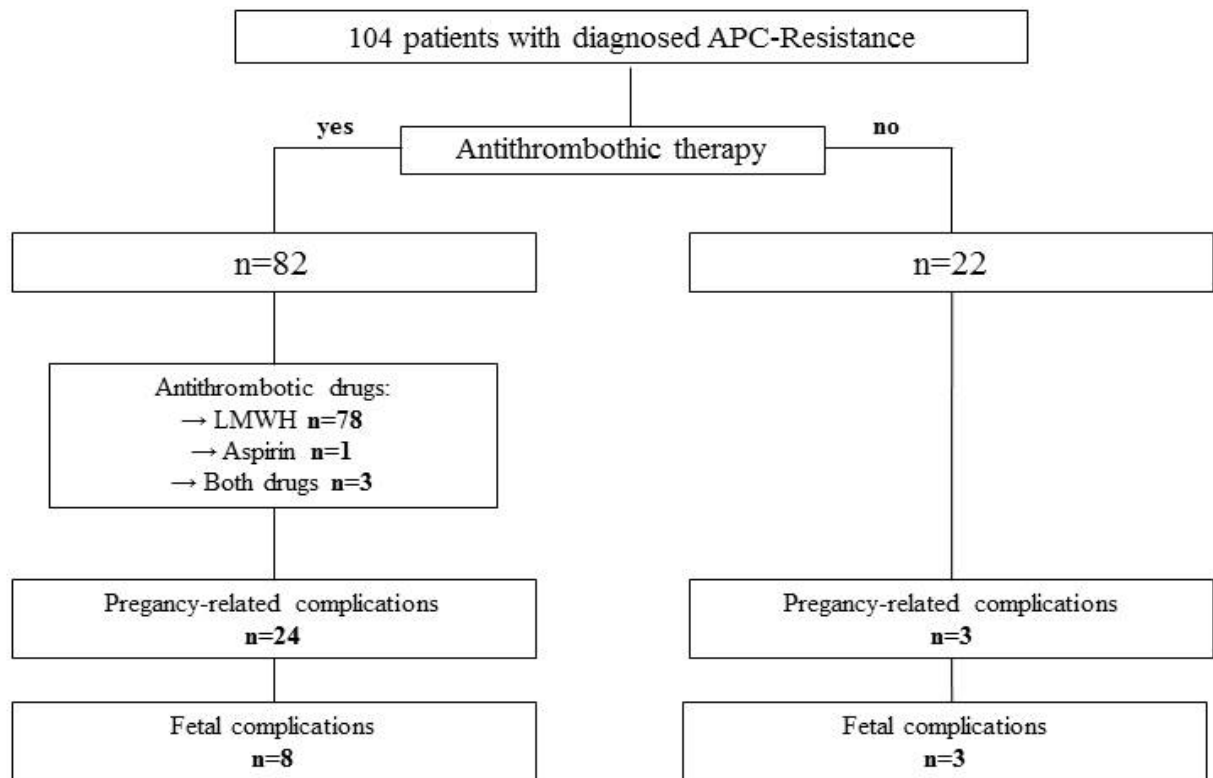 104 patients with diagnosed APC-Resistance
yes
no
Antithrombothic therapy
n=82
n=22
Antithrombotic drugs:
→ LMWH n=78
→ Aspirin n=1
→ Both drugs n=3
Pregancy-related complications
n=24
Pregancy-related complications
n=3
Fetal complications
n=8
Fetal complications
n=3